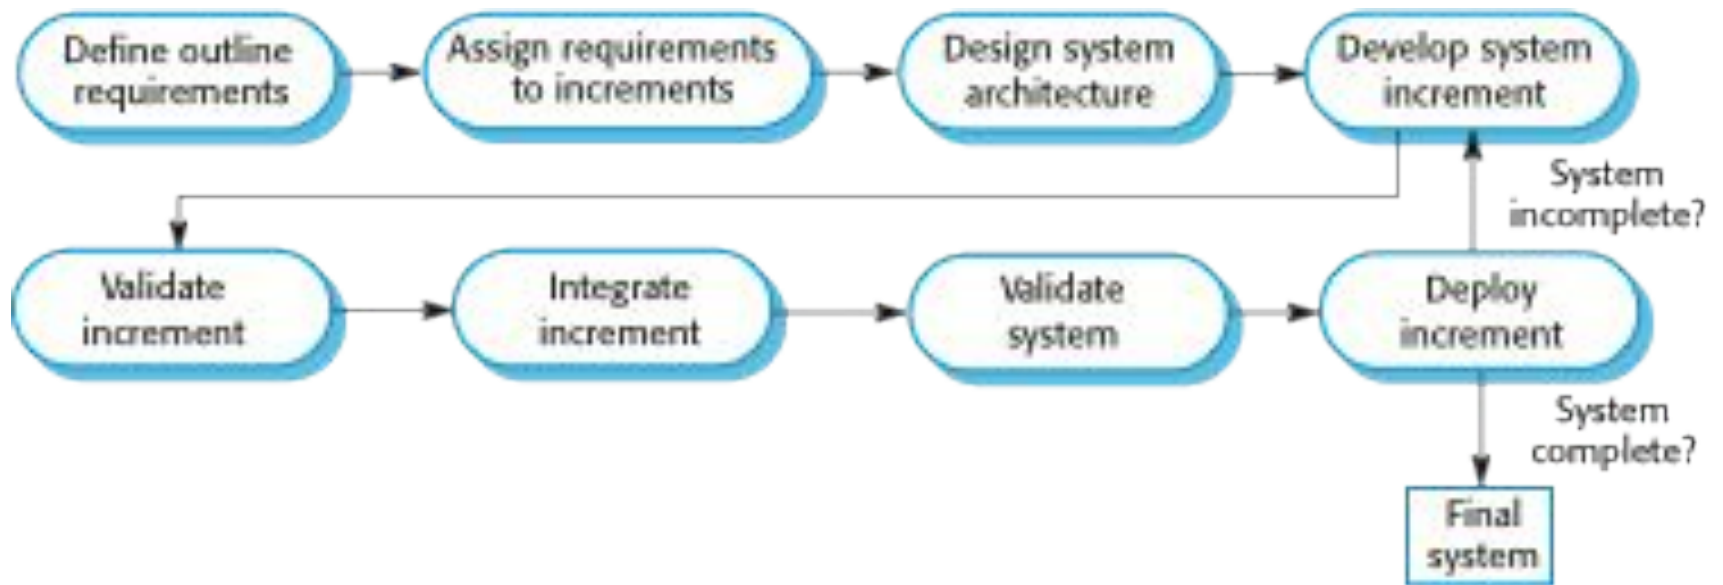 Define outline
requirements
Assign requirements
to increments
Design system
architecture
Develop system
increment
System
incomplete?
Validate
increment
Integrate
increment
Validate
system
Deploy
increment
System
complete?
Final
system